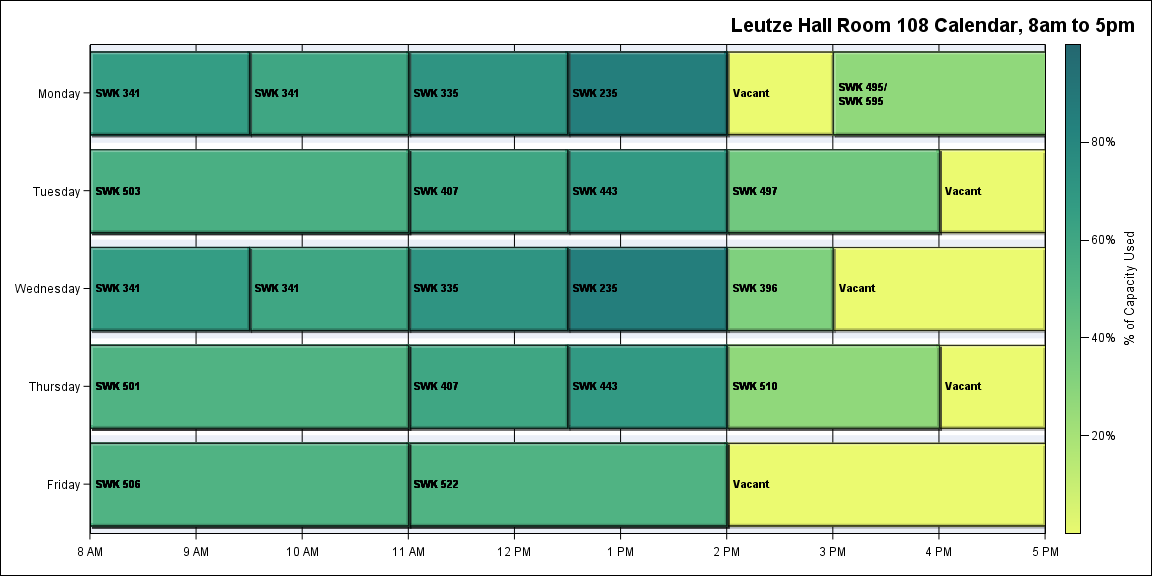 Leutze Hall Room 108 Calendar, 8am to 5pm
Monday
SWK 341
SWK 341
SWK 335
SWK 235
Vacant
SWK 495/
SWK 595
Tuesday
SWK 503
SWK 407
SWK 443
SWK 497
Vacant
Wednesday
SWK 341
SWK 341
SWK 335
SWK 235
SWK 396
Vacant
Thursday
SWK 501
SWK 407
SWK 443
SWK 510
Vacant
Friday
SWK 506
SWK 522
Vacant
8 AM
9 AM
10 AM
11 AM
12 PM
1 PM
2 PM
3 PM
4 PM
5 PM
80%
60%
40%
20%
% of Capacity Used